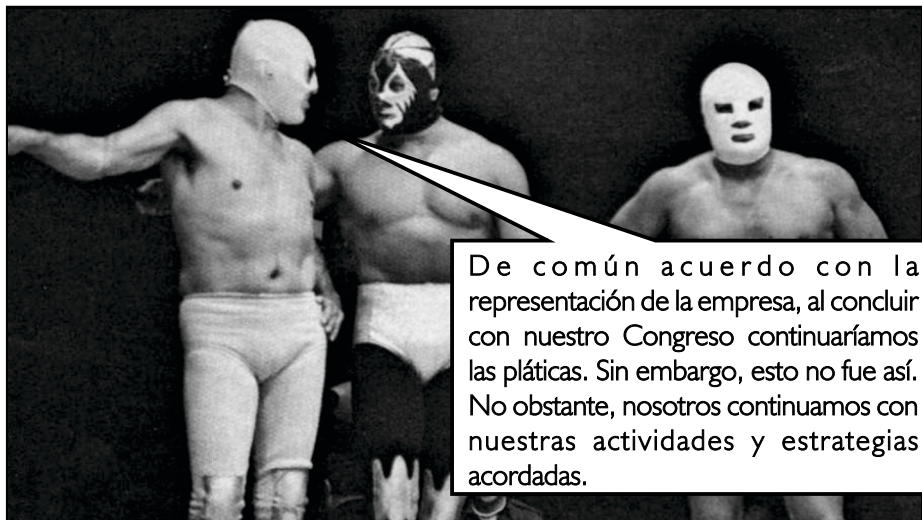 De común acuerdo con la
representación de la empresa, al concluir
con nuestro Congreso continuaríamos
las pláticas. Sin embargo, esto no fue así.
No obstante, nosotros continuamos con
nuestras actividades y estrategias
acordadas.